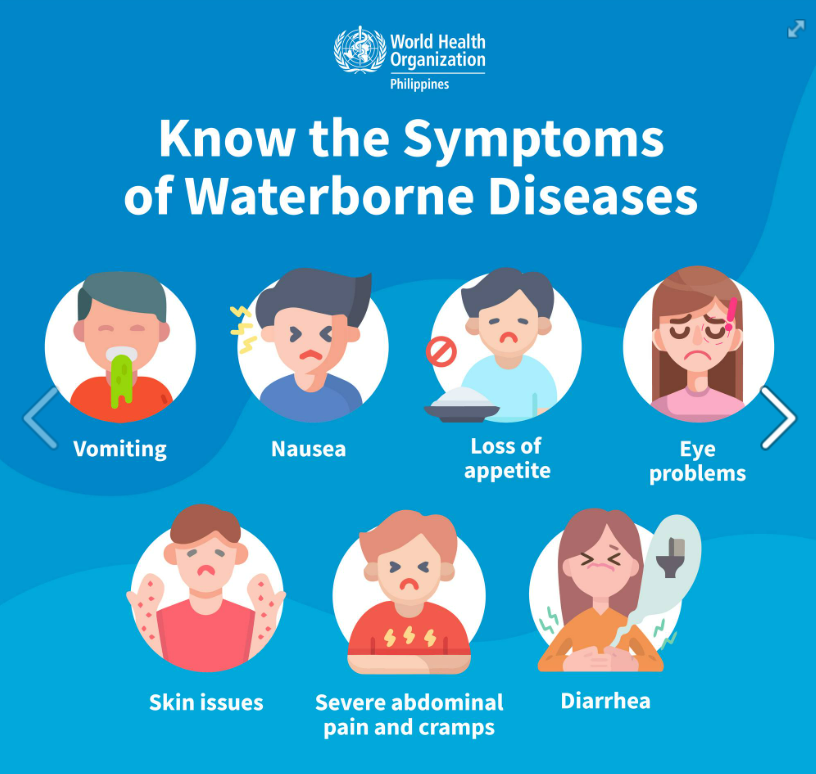 World Health
Organization
Philippines
Know the Symptoms
of Waterborne Diseases
Vomiting
Nausea
Loss of
appetite
Eye
problems
Skin issues
Severe abdominal
pain and cramps
Diarrhea